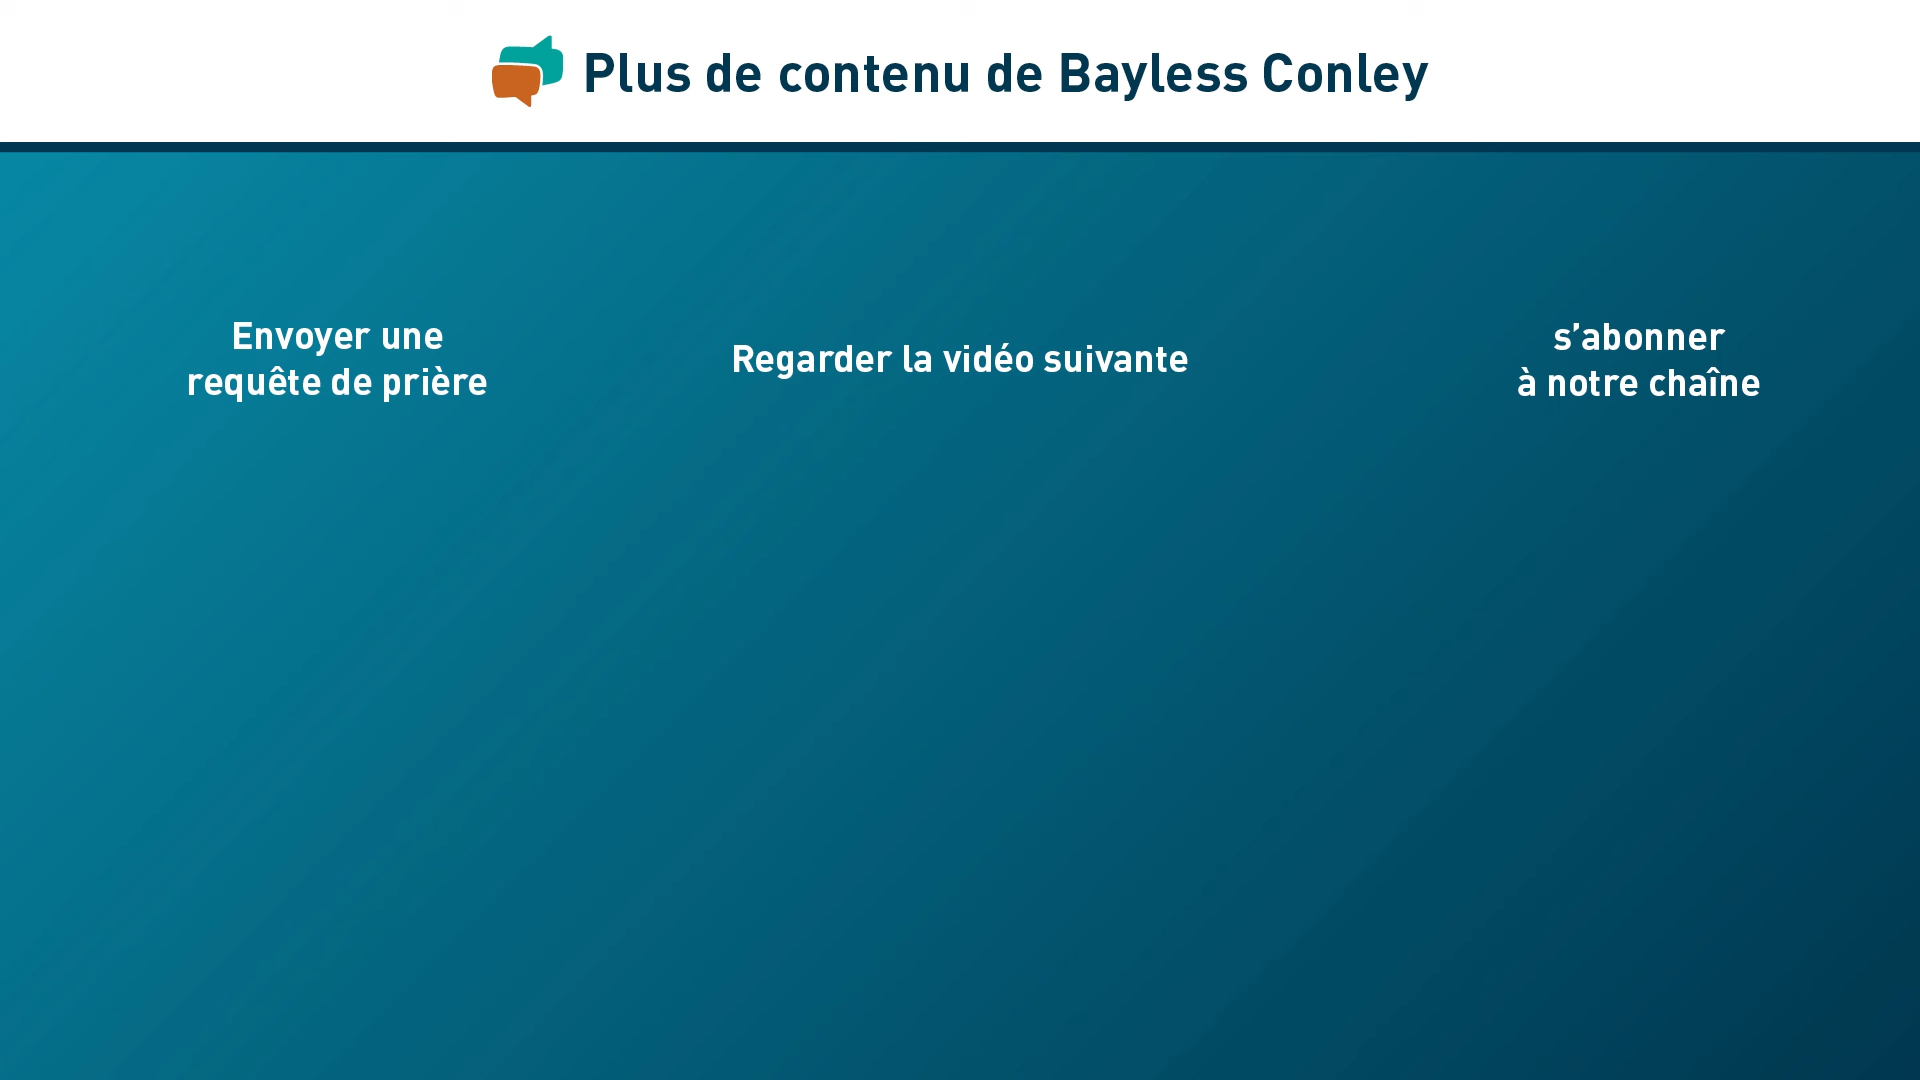 Plus de contenu de Bayless Conley
Envoyer une
requête de prière
Regarder la vidéo suivante
s’abonner
à notre chaîne